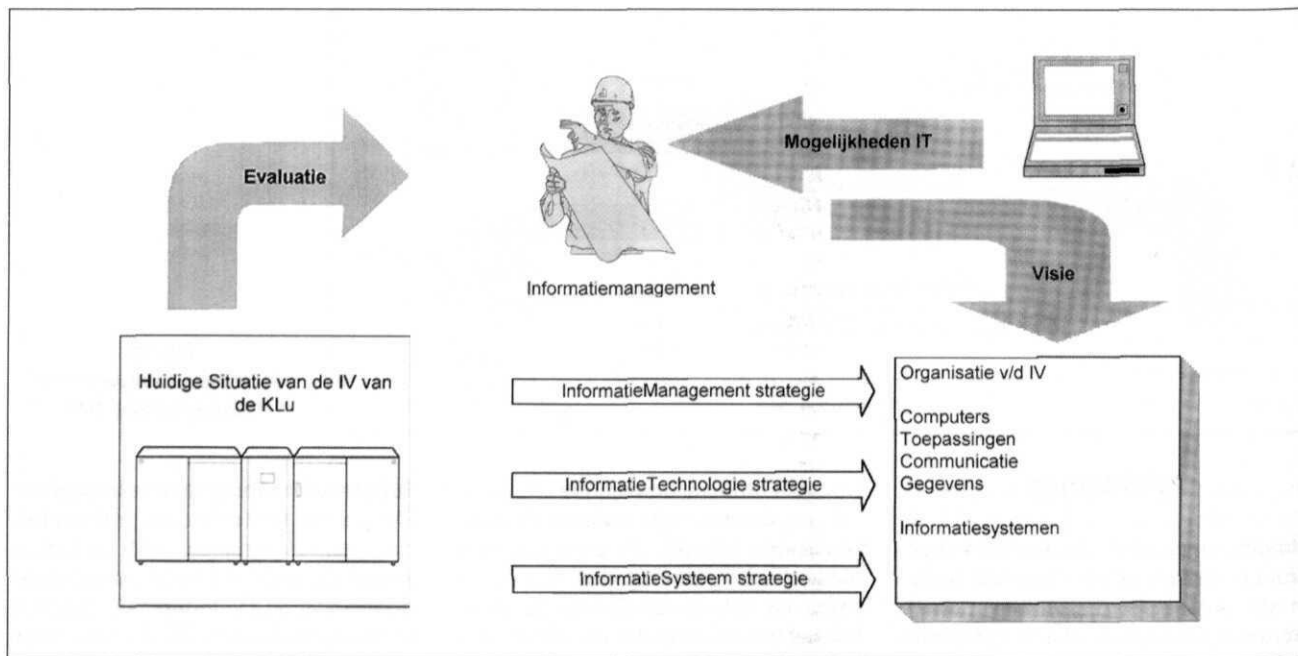 Evaluatie
Mogelijkheden IT
Visie
Informatiemanagement
Huidige Situatie van de IV van
de KLu
InformatieManagement strategie
InformatieTechnologie strategie
InformatieSysteem strategie
Organisatie v/d IV
Computers
Toepassingen
Communicatie
Gegevens
Informatiesystemen